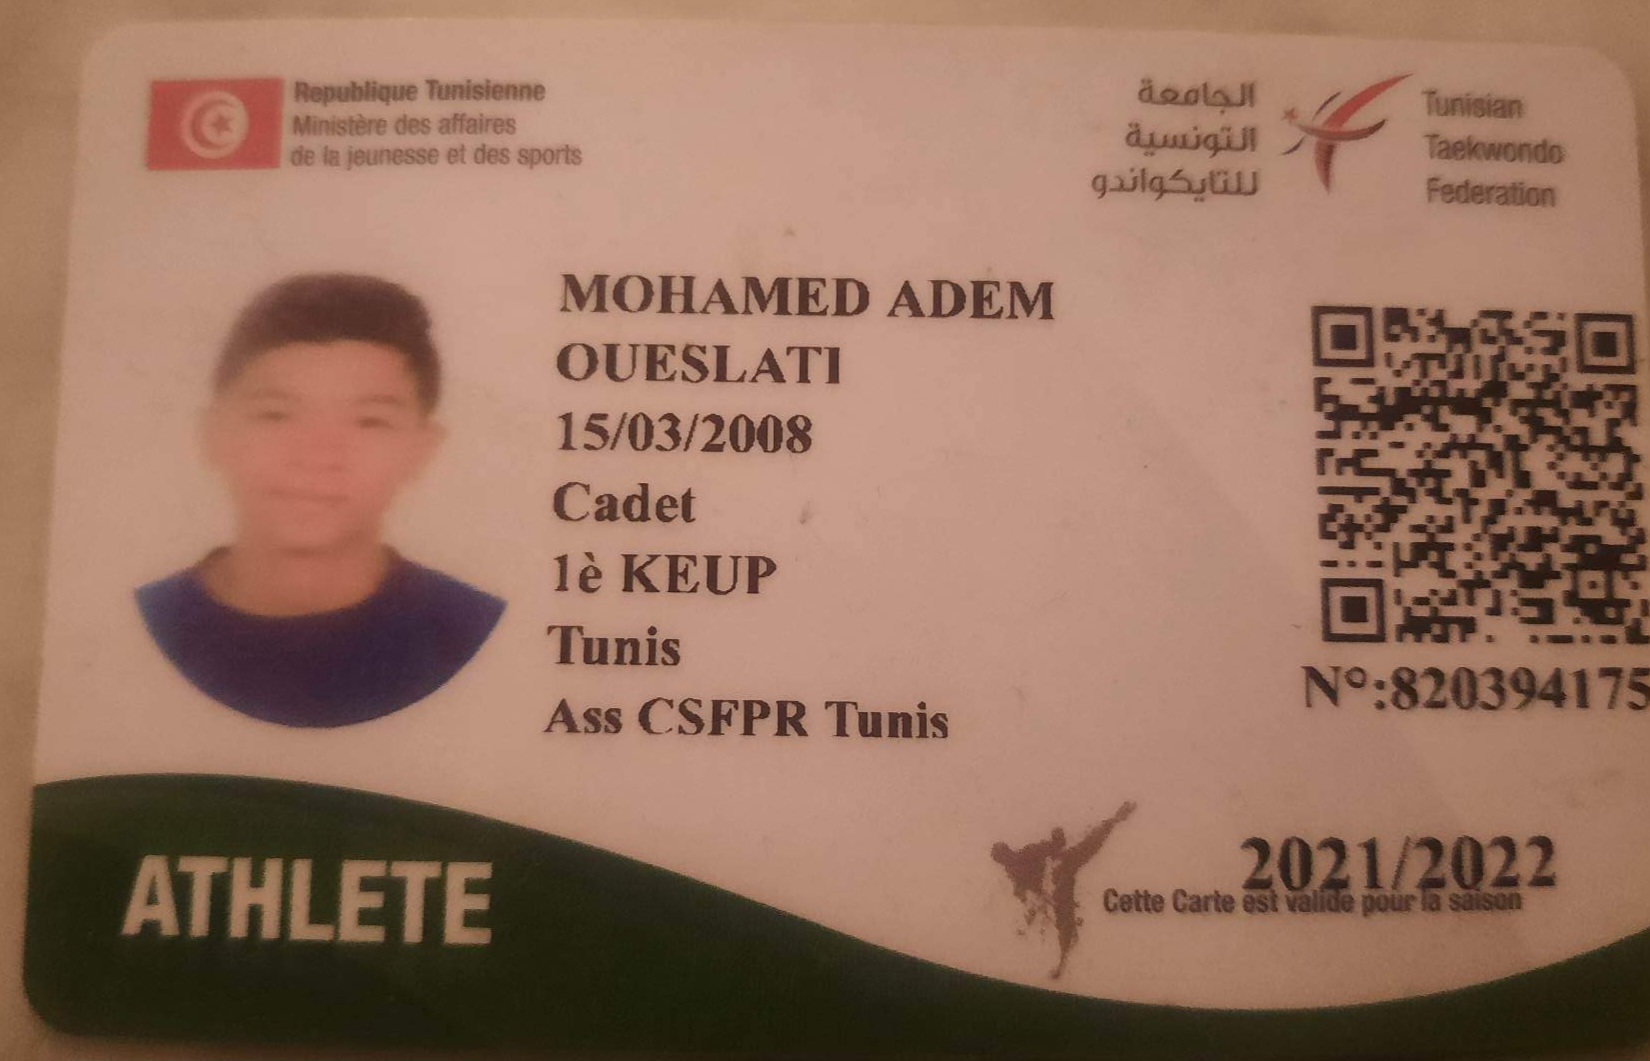 Republique Tunisienne
Ministère des affaires
de la jeunesse et des sports
الجامعة
التونسية
للتايكواندو
Tunisian
Taekwondo
Federation
MOHAMED ADEM
OUESLATI
15/03/2008
Cadet
1è KEUP
Tunis
Ass CSFPR Tunis
N°:820394175
ATHLETE
2021/2022
Cette Carte est valide pour la saison